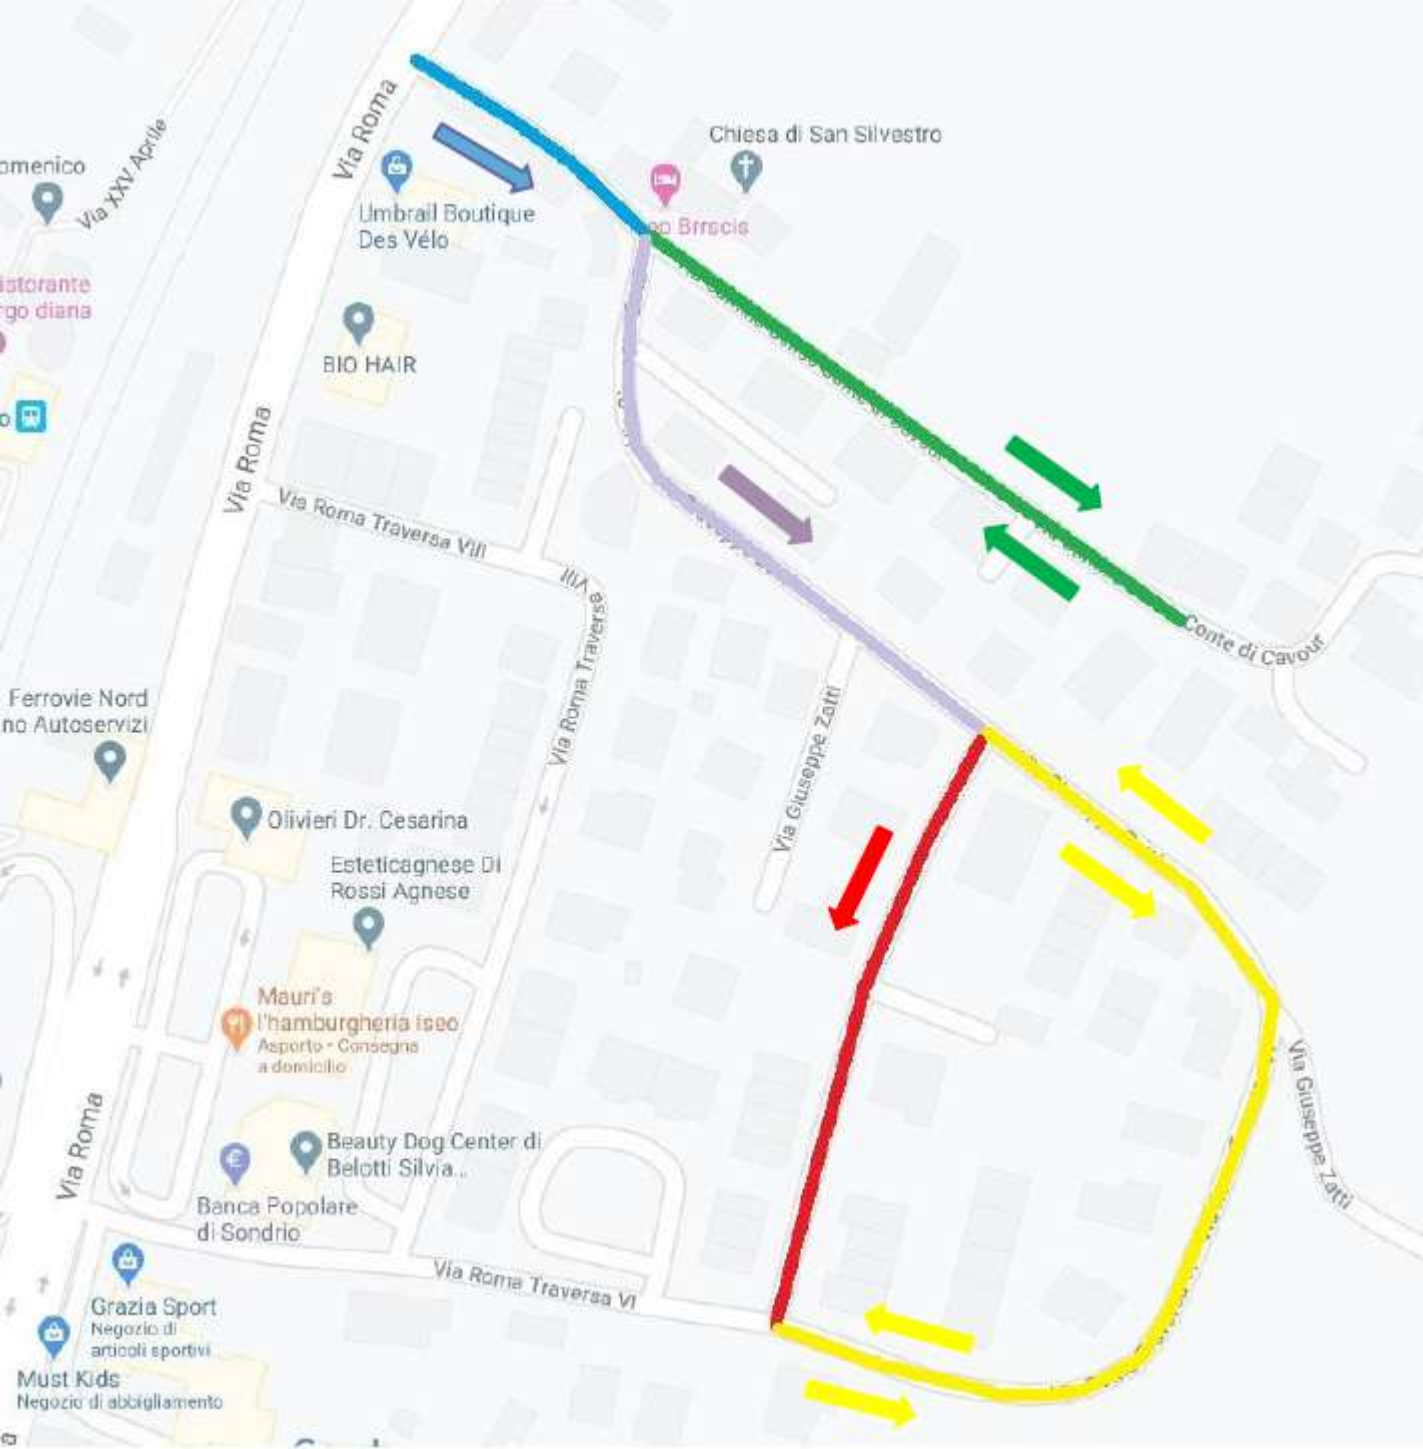 Via Roma
Chiesa di San Silvestro
omenico
Via XXV Aprile
Umbrail Boutique
Des Vélo
Brrscis
istorante
rgo diana
BIO HAIR
Via Roma
Via Roma Traversa VIII
VIII
Via Roma Traversa
Conte di Cavour
Ferrovie Nord
no Autoservizi
Via Giuseppe Zatti
Olivieri Dr. Cesarina
Esteticagnese Di
Rossi Agnese
Mauri's
l'hamburgheria iseo
Asporto • Consegna
a domicilio
Via Giuseppe Zatti
Via Roma
Beauty Dog Center di
Belotti Silvia...
Banca Popolare
di Sondrio
Via Roma Traversa VI
Grazia Sport
Negozio di
articoli sportivi
Must Kids
Negozio di abbigliamento